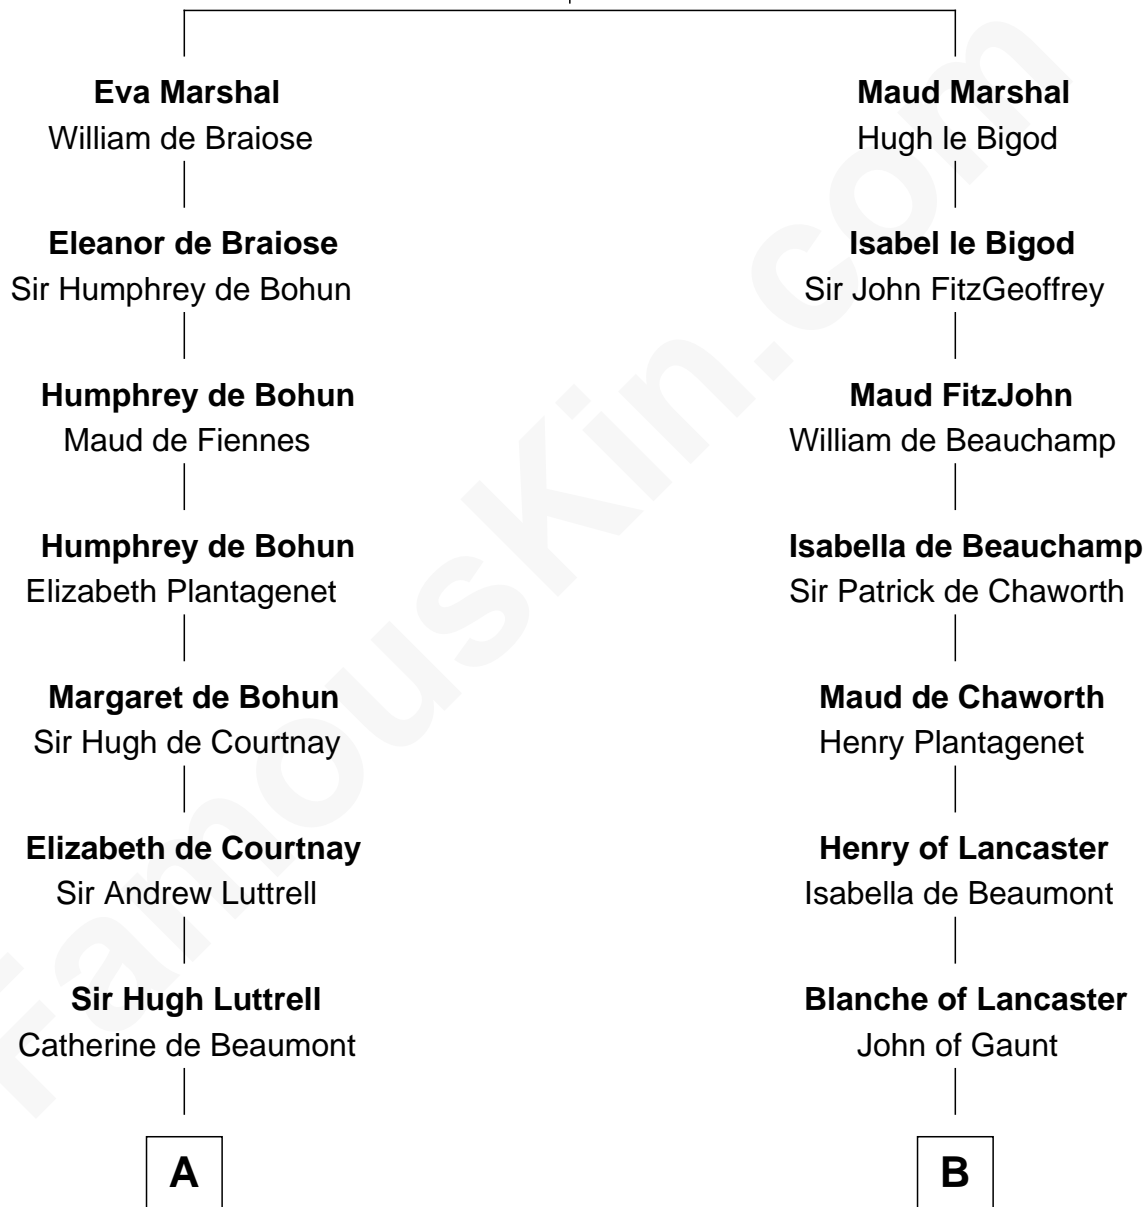 Eva Marshal
William de Braiose
Eleanor de Braiose
Sir Humphrey de Bohun
Humphrey de Bohun
Maud de Fiennes
Humphrey de Bohun
Elizabeth Plantagenet
Margaret de Bohun
Sir Hugh de Courtnay
Elizabeth de Courtnay
Sir Andrew Luttrell
Sir Hugh Luttrell
Catherine de Beaumont
A
Maud Marshal
Hugh le Bigod
Isabel le Bigod
Sir John FitzGeoffrey
Maud FitzJohn
William de Beauchamp
Isabella de Beauchamp
Sir Patrick de Chaworth
Maud de Chaworth
Henry Plantagenet
Henry of Lancaster
Isabella de Beaumont
Blanche of Lancaster
John of Gaunt
B
FamousKin.com